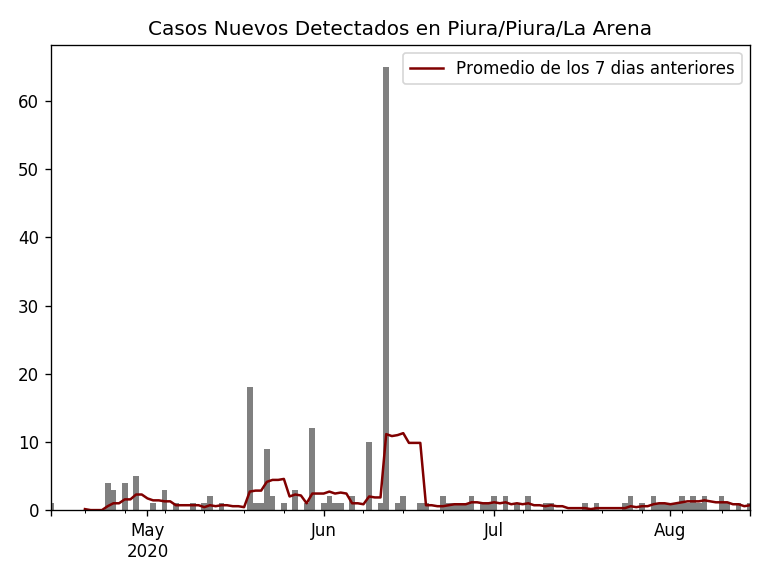 Casos Nuevos Detectados en Piura/Piura/La Arena
Promedio de los 7 dias anteriores
60
50
40
30
20
10
0
May
2020
Jun
Jul
Aug